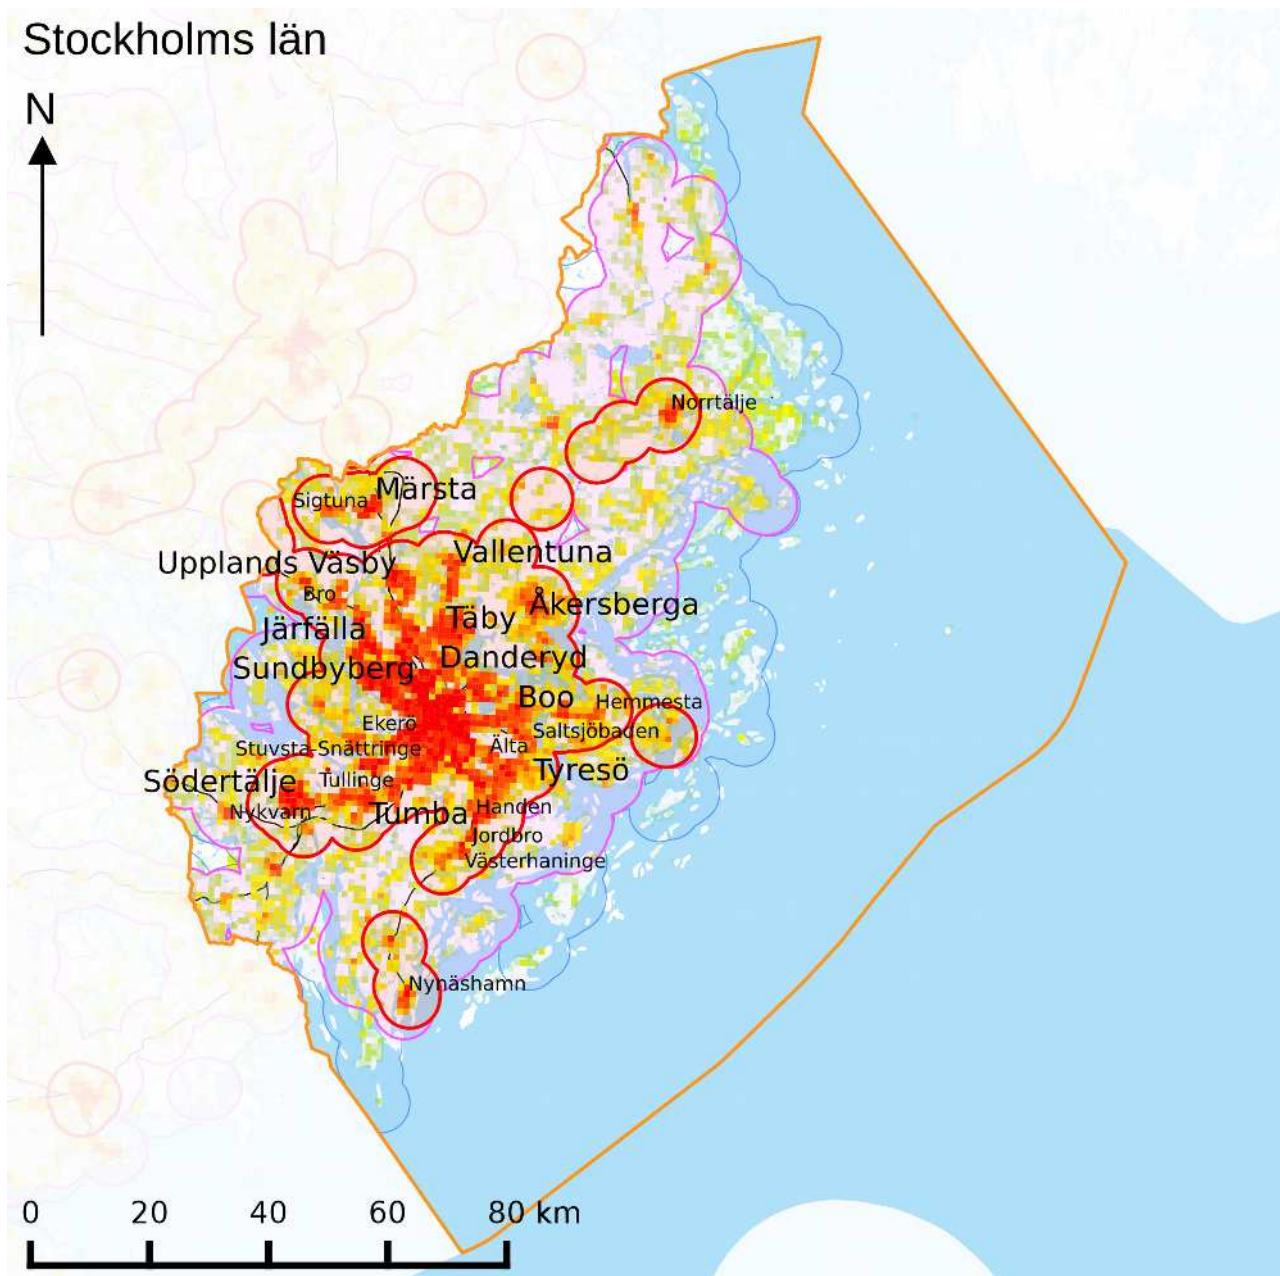 Stockholms län
N
Norrtälje
Märsta
Sigtuna
Vallentuna
Upplands Väsby
Bro
Åkersberga
Täby
Järfälla
Danderyd
Sundbyberg
Boo
Hemmesta
Ekerö
Saltsjöbaden
Älta
Stuvsta-Snättringe
Tyresö
Södertälje
Tullinge
Handen
Nykvarn
Tumba
Jordbro
Västerhaninge
Nynäshamn
0 20 40 60 80 km